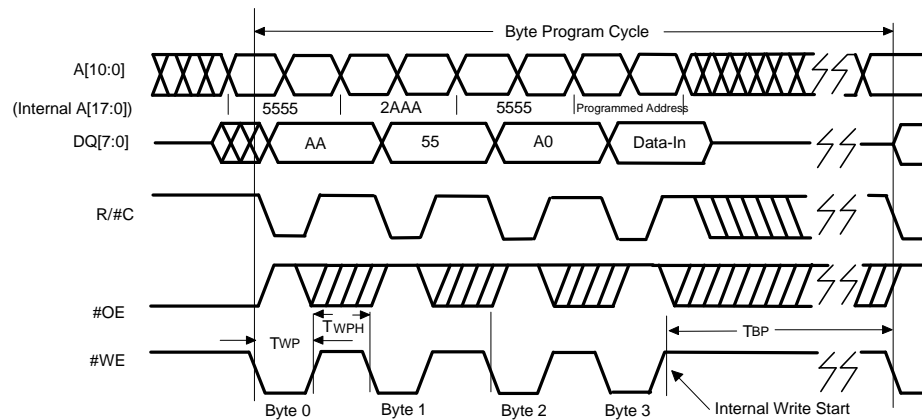 Byte Program Cycle
A[10:0]
(Internal A[17:0])
5555
2AAA
5555
Programmed Address
DQ[7:0]
AA
55
A0
Data-In
R/#C
#OE
TWP
TWPH
TBP
#WE
Byte 0
Byte 1
Byte 2
Byte 3
Internal Write Start